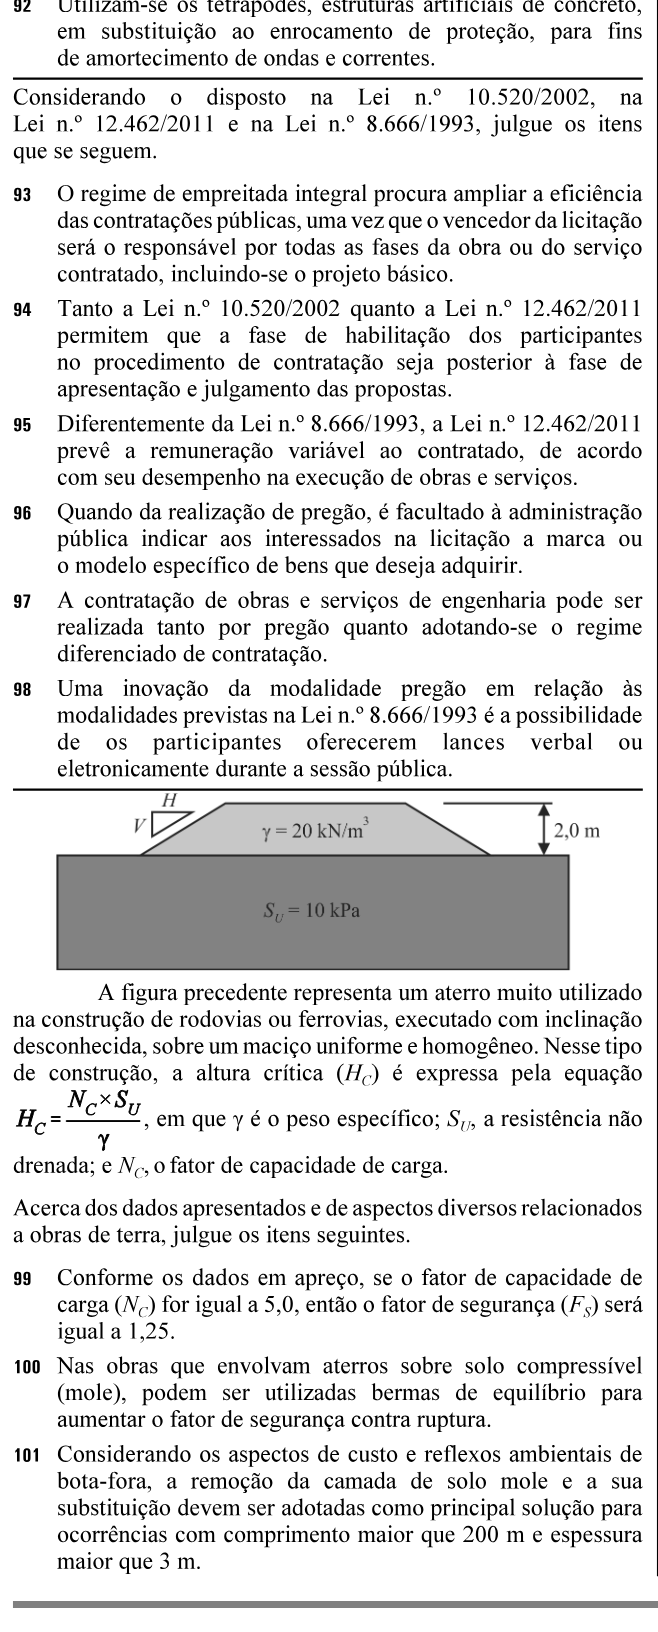 92 Utilizam-se os tetrápodes, estruturas artificiais de concreto,
em substituição ao enrocamento de proteção, para fins
de amortecimento de ondas e correntes.
Considerando o disposto na Lei n.º 10.520/2002, na
Lei n.º 12.462/2011 e na Lei n.º 8.666/1993, julgue os itens
que se seguem.
93 O regime de empreitada integral procura ampliar a eficiência
das contratações públicas, uma vez que o vencedor da licitação
será o responsável por todas as fases da obra ou do serviço
contratado, incluindo-se o projeto básico.
94 Tanto a Lei n.º 10.520/2002 quanto a Lei n.º 12.462/2011
permitem que a fase de habilitação dos participantes
no procedimento de contratação seja posterior à fase de
apresentação e julgamento das propostas.
95 Diferentemente da Lei n.º 8.666/1993, a Lei n.º 12.462/2011
prevê a remuneração variável ao contratado, de acordo
com seu desempenho na execução de obras e serviços.
96 Quando da realização de pregão, é facultado à administração
pública indicar aos interessados na licitação a marca ou
o modelo específico de bens que deseja adquirir.
97 A contratação de obras e serviços de engenharia pode ser
realizada tanto por pregão quanto adotando-se o regime
diferenciado de contratação.
98 Uma inovação da modalidade pregão em relação às
modalidades previstas na Lei n.º 8.666/1993 é a possibilidade
de os participantes oferecerem lances verbal ou
eletronicamente durante a sessão pública.
H
V
γ = 20 kN/m³
2,0 m
S_U = 10 kPa
A figura precedente representa um aterro muito utilizado
na construção de rodovias ou ferrovias, executado com inclinação
desconhecida, sobre um maciço uniforme e homogêneo. Nesse tipo
de construção, a altura crítica (H_C) é expressa pela equação
H_C = N_C × S_U / γ, em que γ é o peso específico; S_U, a resistência não
drenada; e N_C, o fator de capacidade de carga.
Acerca dos dados apresentados e de aspectos diversos relacionados
a obras de terra, julgue os itens seguintes.
99 Conforme os dados em apreço, se o fator de capacidade de
carga (N_C) for igual a 5,0, então o fator de segurança (F_S) será
igual a 1,25.
100 Nas obras que envolvam aterros sobre solo compressível
(mole), podem ser utilizadas bermas de equilíbrio para
aumentar o fator de segurança contra ruptura.
101 Considerando os aspectos de custo e reflexos ambientais de
bota-fora, a remoção da camada de solo mole e a sua
substituição devem ser adotadas como principal solução para
ocorrências com comprimento maior que 200 m e espessura
maior que 3 m.